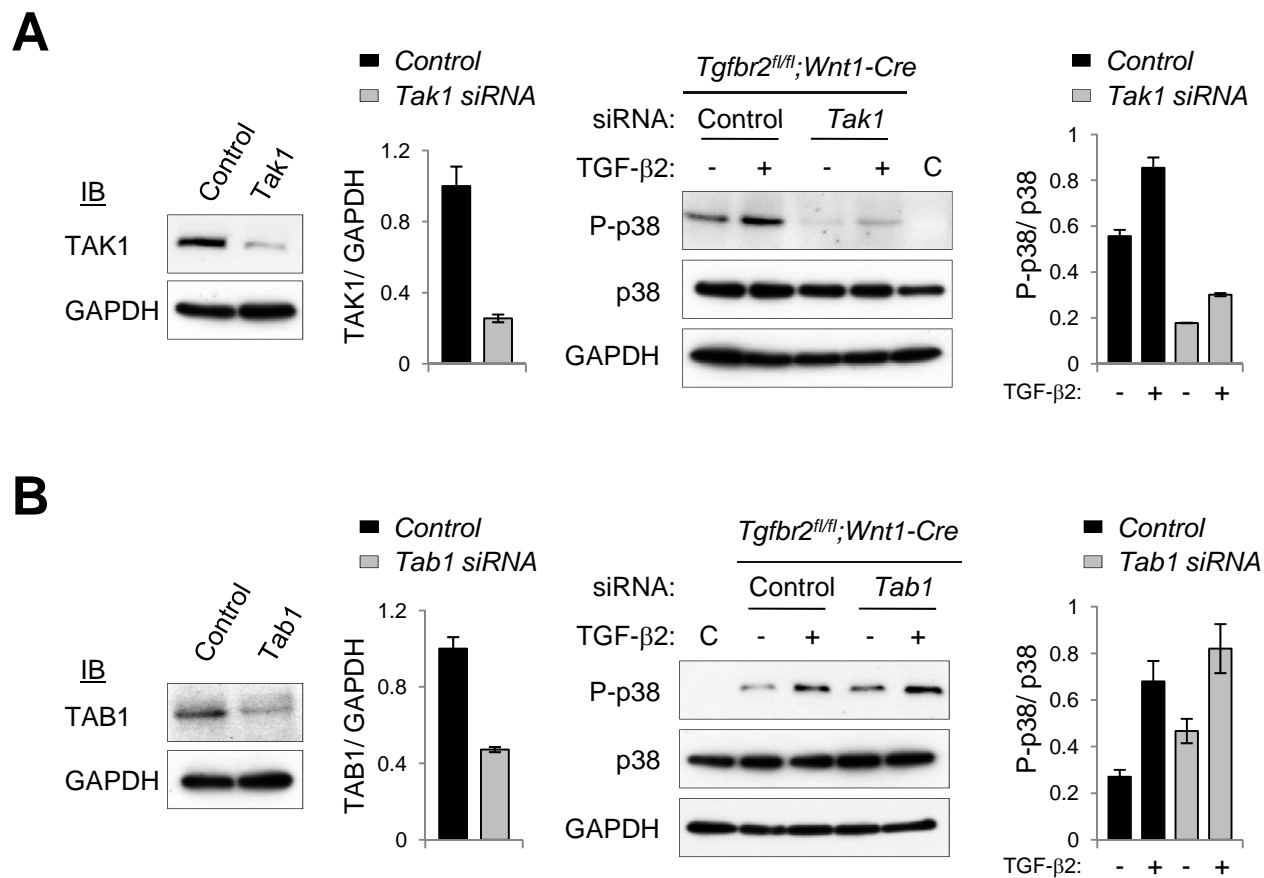 A
Control
Tak1 siRNA
Control
Tak1
IB
TAK1
GAPDH
TAK1/ GAPDH
1.2
0.8
0.4
0
Tgfbr2fl/fl;Wnt1-Cre
siRNA: Control Tak1
TGF-β2: - + - + C
P-p38
p38
GAPDH
Control
Tak1 siRNA
P-p38/ p38
1
0.8
0.6
0.4
0.2
0
TGF-β2: - + - +
B
Control
Tab1 siRNA
Control
Tab1
IB
TAB1
GAPDH
TAB1/ GAPDH
1.2
0.8
0.4
0
Tgfbr2fl/fl;Wnt1-Cre
siRNA: Control Tab1
TGF-β2: C - + - +
P-p38
p38
GAPDH
Control
Tab1 siRNA
P-p38/ p38
1
0.8
0.6
0.4
0.2
0
TGF-β2: - + - +